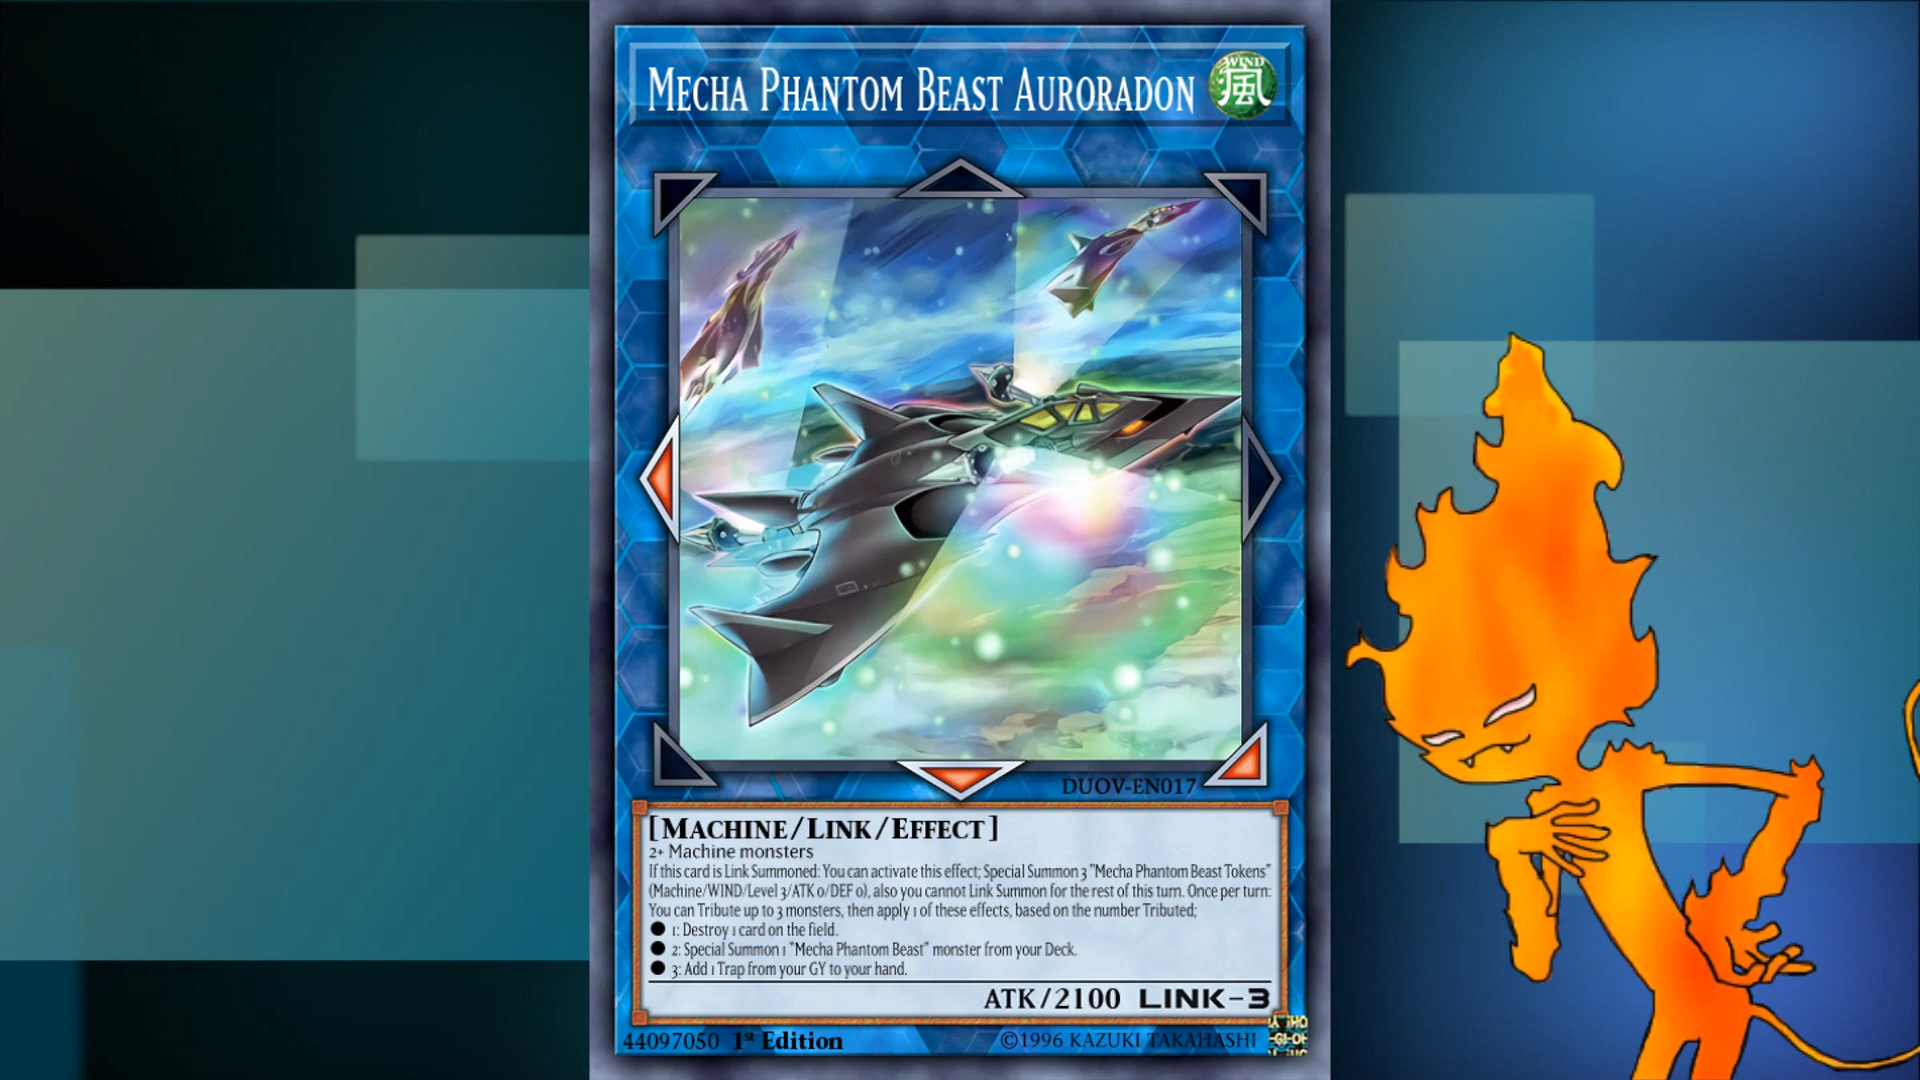 MECHA PHANTOM BEAST AURORADON
WIND
風
DUOV-EN017
[MACHINE/LINK/EFFECT]
2+ Machine monsters
If this card is Link Summoned: You can activate this effect; Special Summon 3 "Mecha Phantom Beast Tokens"
(Machine/WIND/Level 3/ATK 0/DEF 0), also you cannot Link Summon for the rest of this turn. Once per turn:
You can Tribute up to 3 monsters, then apply 1 of these effects, based on the number Tributed;
● 1: Destroy 1 card on the field.
● 2: Special Summon 1 "Mecha Phantom Beast" monster from your Deck.
● 3: Add 1 Trap from your GY to your hand.
ATK/2100 LINK-3
44097050 1st Edition ©1996 KAZUKI TAKAHASHI